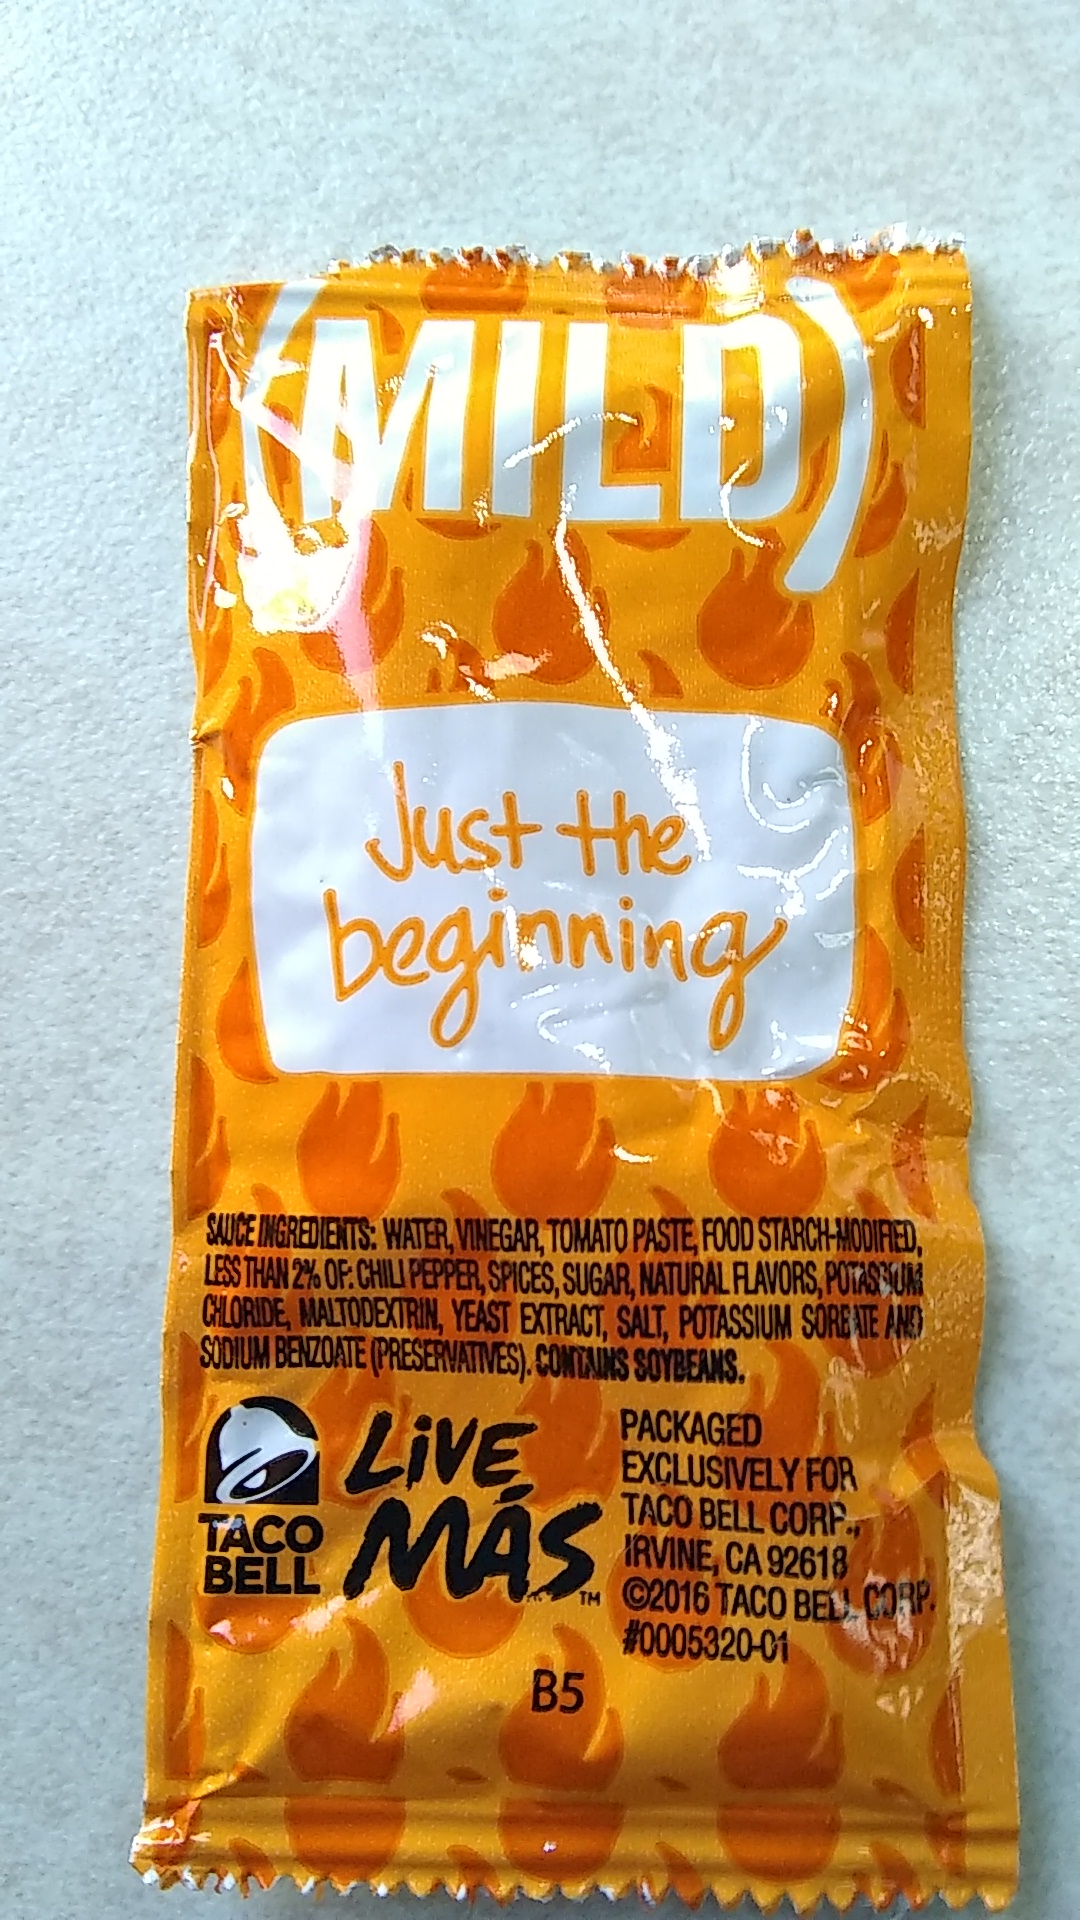 (MILD)
Just the
beginning
SAUCE INGREDIENTS: WATER, VINEGAR, TOMATO PASTE, FOOD STARCH-MODIFIED,
LESS THAN 2% OF: CHILI PEPPER, SPICES, SUGAR, NATURAL FLAVORS, POTASSIUM
CHLORIDE, MALTODEXTRIN, YEAST EXTRACT, SALT, POTASSIUM SORBATE AND
SODIUM BENZOATE (PRESERVATIVES). CONTAINS SOYBEANS.
TACO
BELL
LiVE
MÁS™
PACKAGED
EXCLUSIVELY FOR
TACO BELL CORP.,
IRVINE, CA 92618
©2016 TACO BELL CORP.
#0005320-01
B5